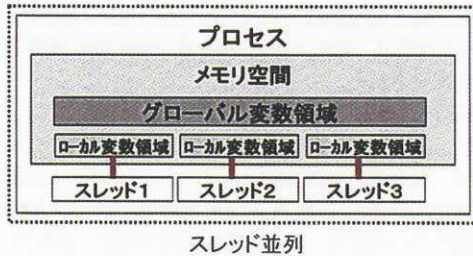 プロセス
メモリ空間
グローバル変数領域
ローカル変数領域 ローカル変数領域 ローカル変数領域
スレッド1 スレッド2 スレッド3
スレッド並列